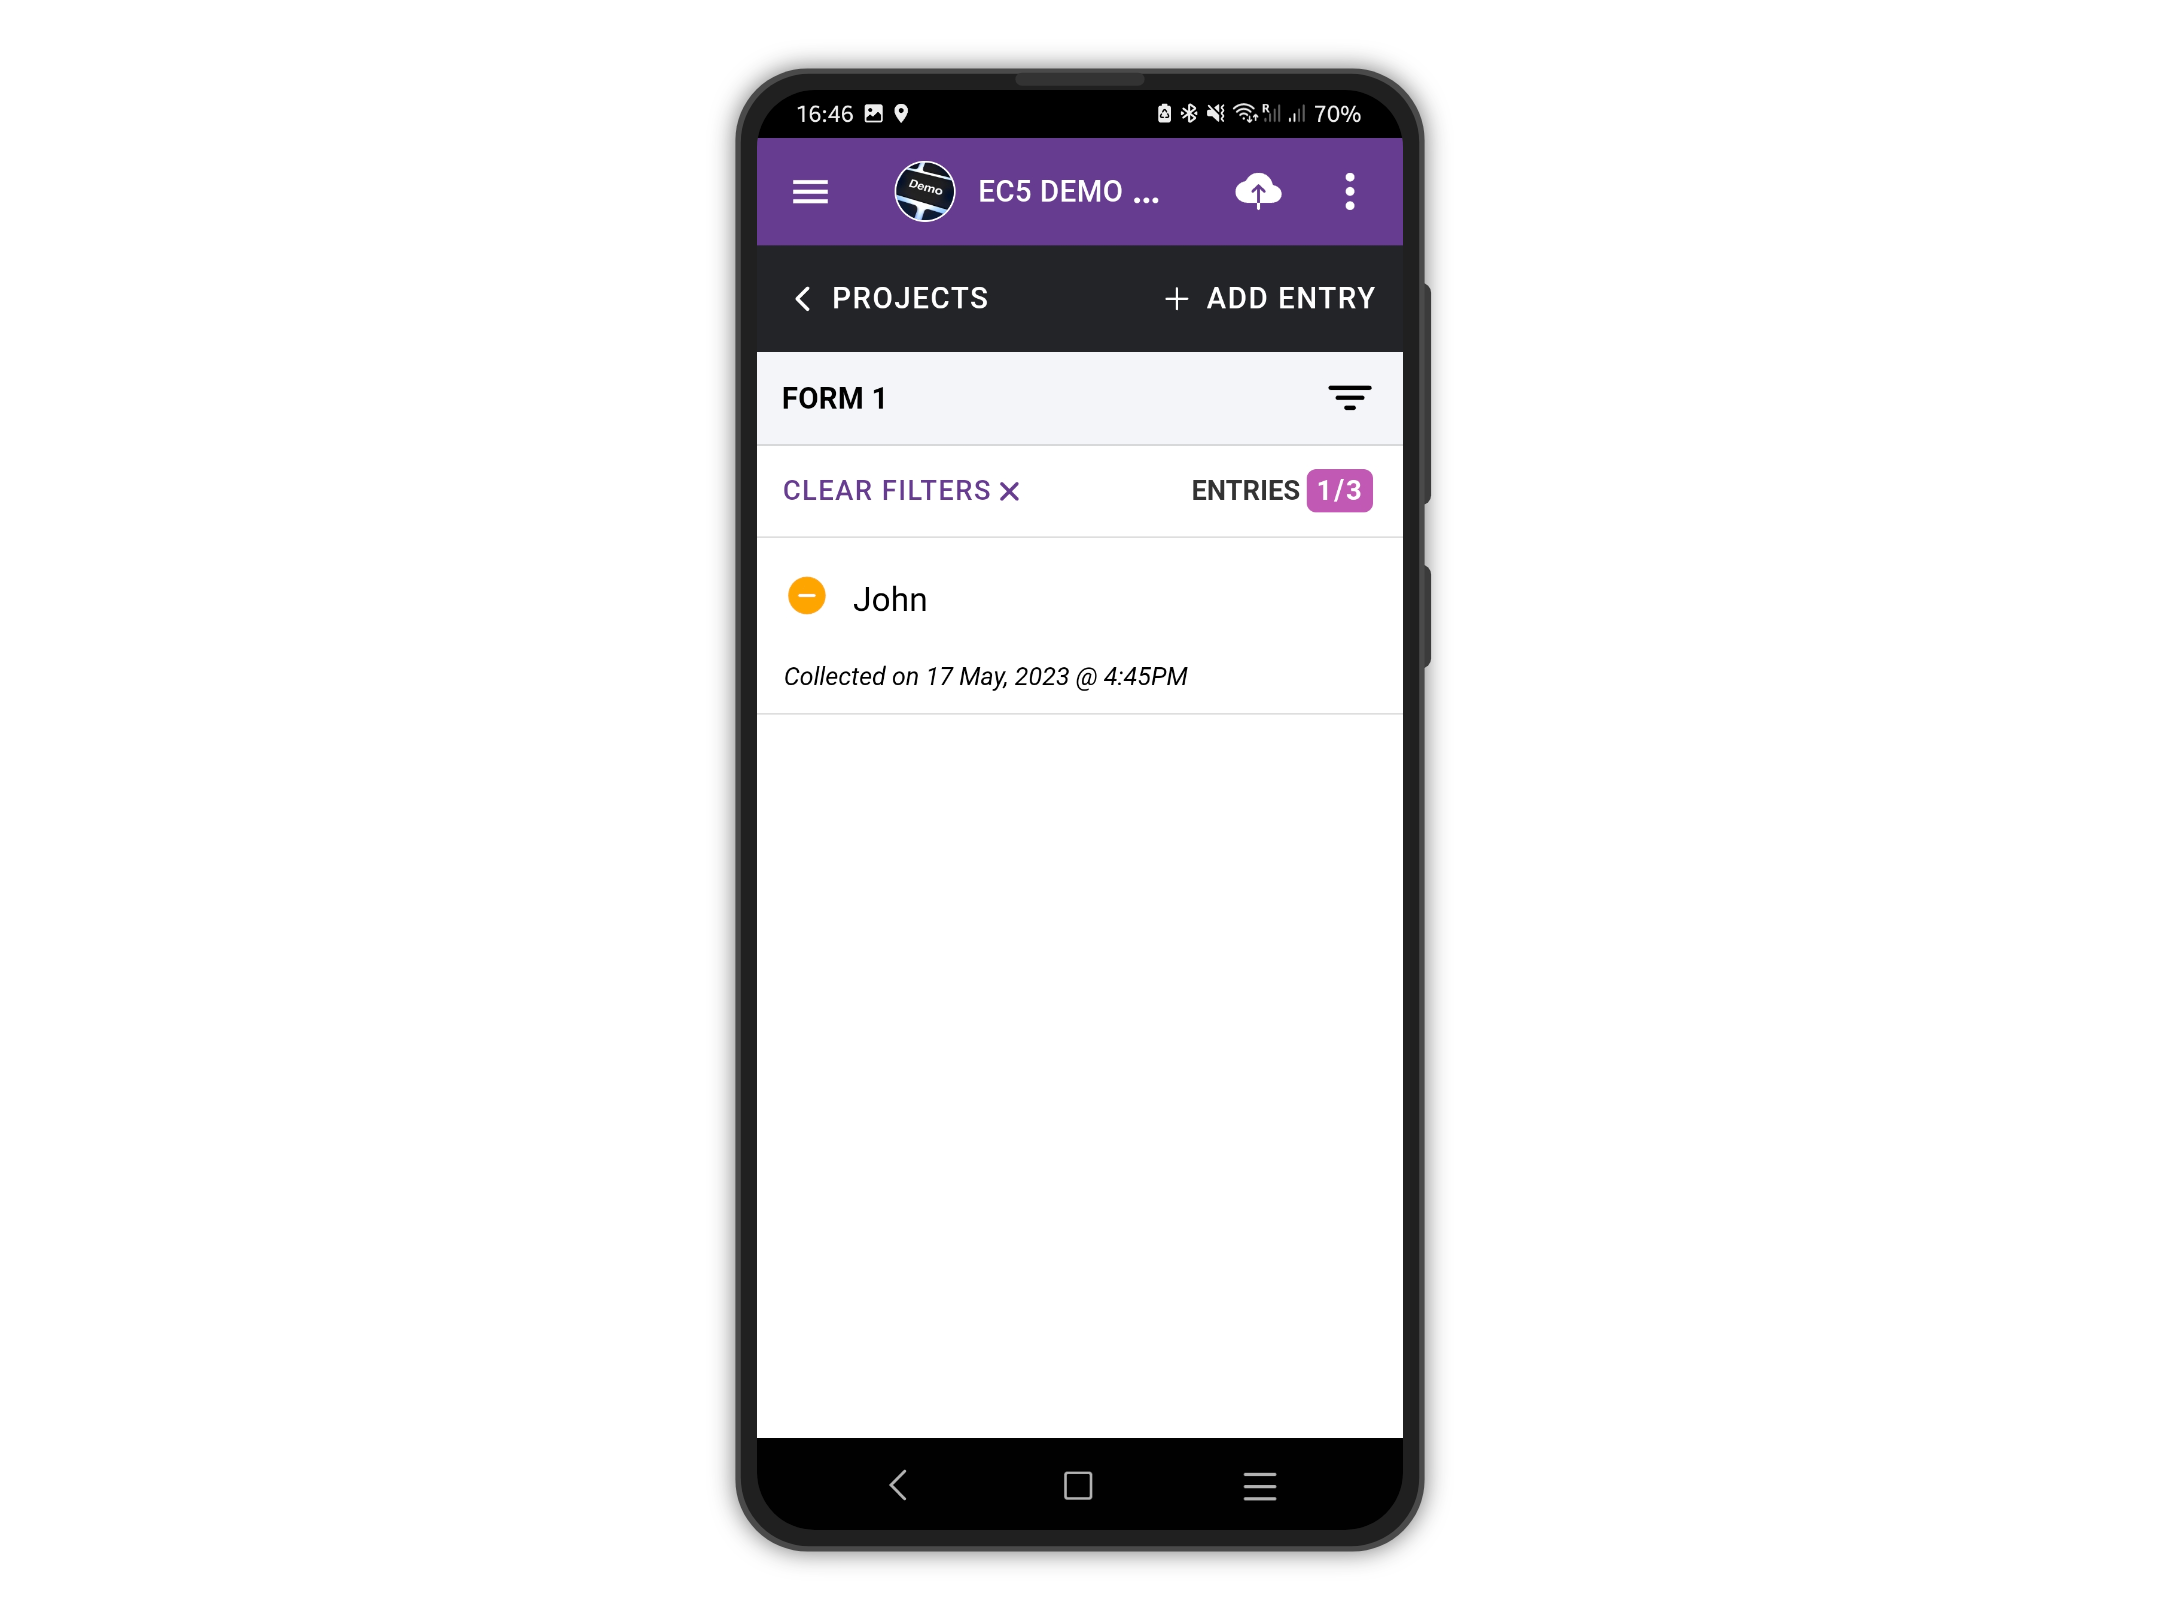 16:46 R 70%
Demo EC5 DEMO ...
PROJECTS + ADD ENTRY
FORM 1
CLEAR FILTERS × ENTRIES 1/3
John
Collected on 17 May, 2023 @ 4:45PM